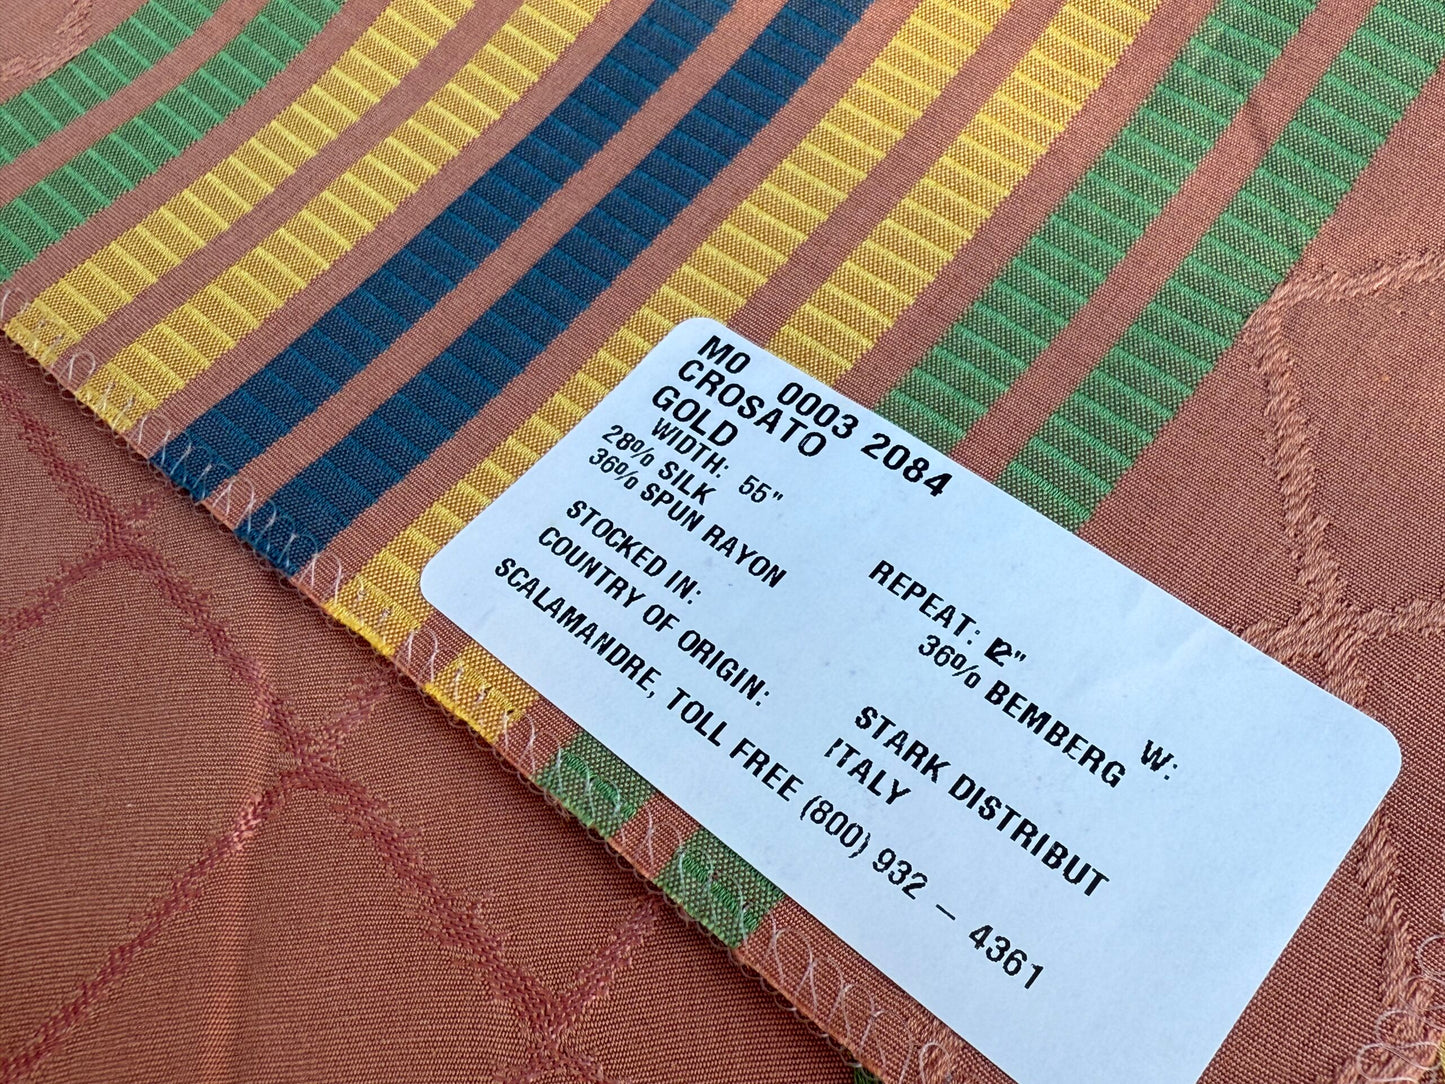 MO 0003 2084
CROSATO
GOLD
WIDTH: 55" REPEAT: 12" W:
28% SILK 36% BEMBERG
36% SPUN RAYON
STOCKED IN: STARK DISTRIBUT
COUNTRY OF ORIGIN: ITALY
SCALAMANDRE, TOLL FREE (800) 932 - 4361